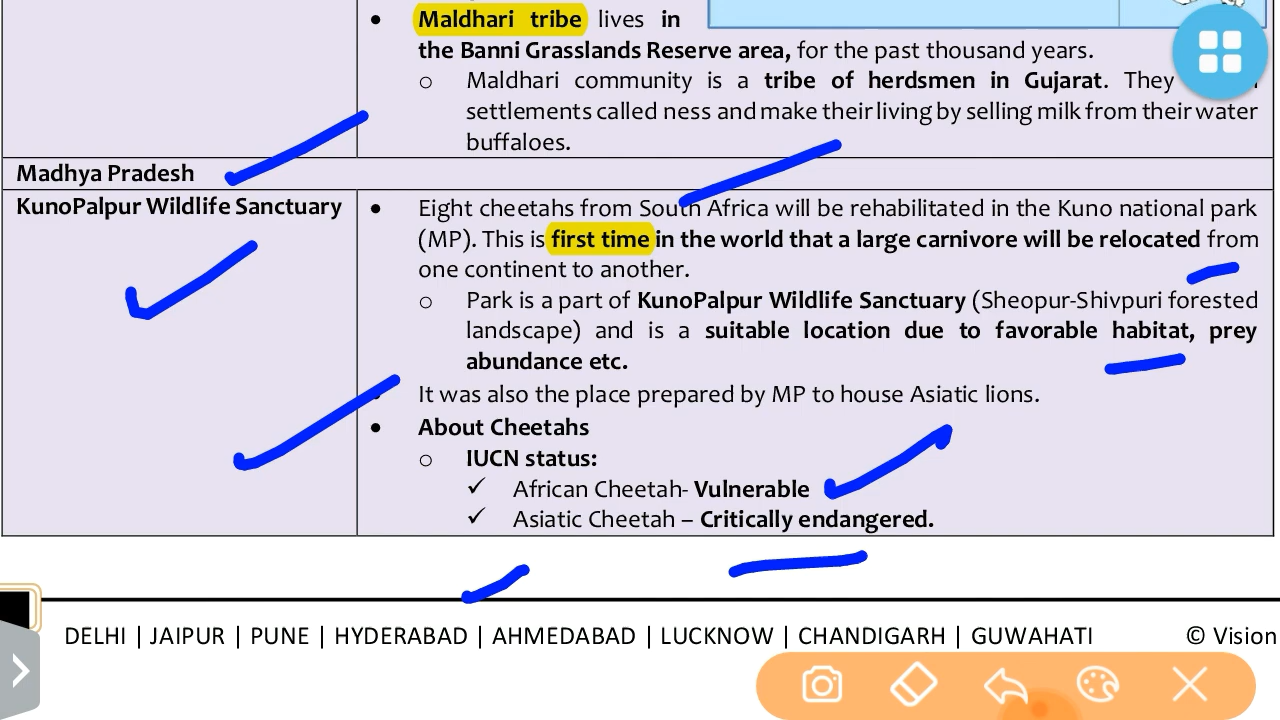 • Maldhari tribe lives in
the Banni Grasslands Reserve area, for the past thousand years.
o Maldhari community is a tribe of herdsmen in Gujarat. They
settlements called ness and make their living by selling milk from their water
buffaloes.
Madhya Pradesh
KunoPalpur Wildlife Sanctuary
• Eight cheetahs from South Africa will be rehabilitated in the Kuno national park
(MP). This is first time in the world that a large carnivore will be relocated from
one continent to another.
o Park is a part of KunoPalpur Wildlife Sanctuary (Sheopur-Shivpuri forested
landscape) and is a suitable location due to favorable habitat, prey
abundance etc.
• It was also the place prepared by MP to house Asiatic lions.
• About Cheetahs
o IUCN status:
✓ African Cheetah- Vulnerable
✓ Asiatic Cheetah – Critically endangered.
DELHI | JAIPUR | PUNE | HYDERABAD | AHMEDABAD | LUCKNOW | CHANDIGARH | GUWAHATI
© Vision